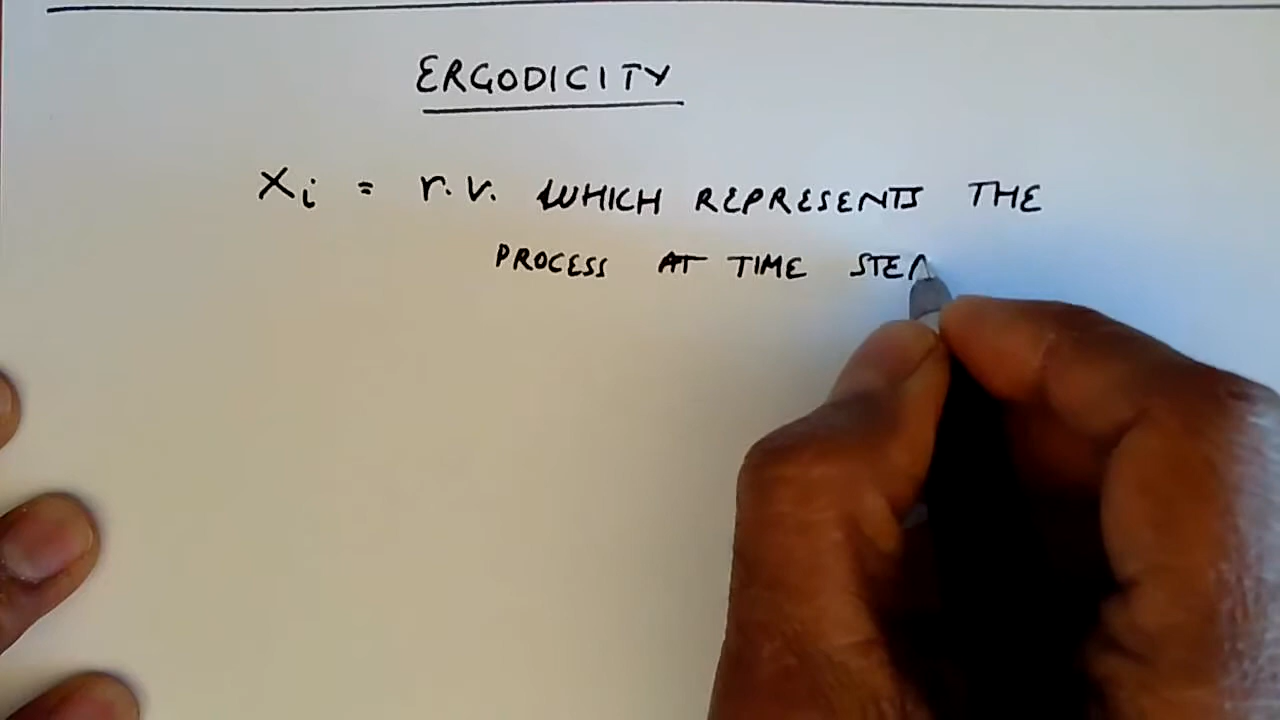 ERGODICITY
Xi = r.v. WHICH REPRESENTS THE
PROCESS AT TIME